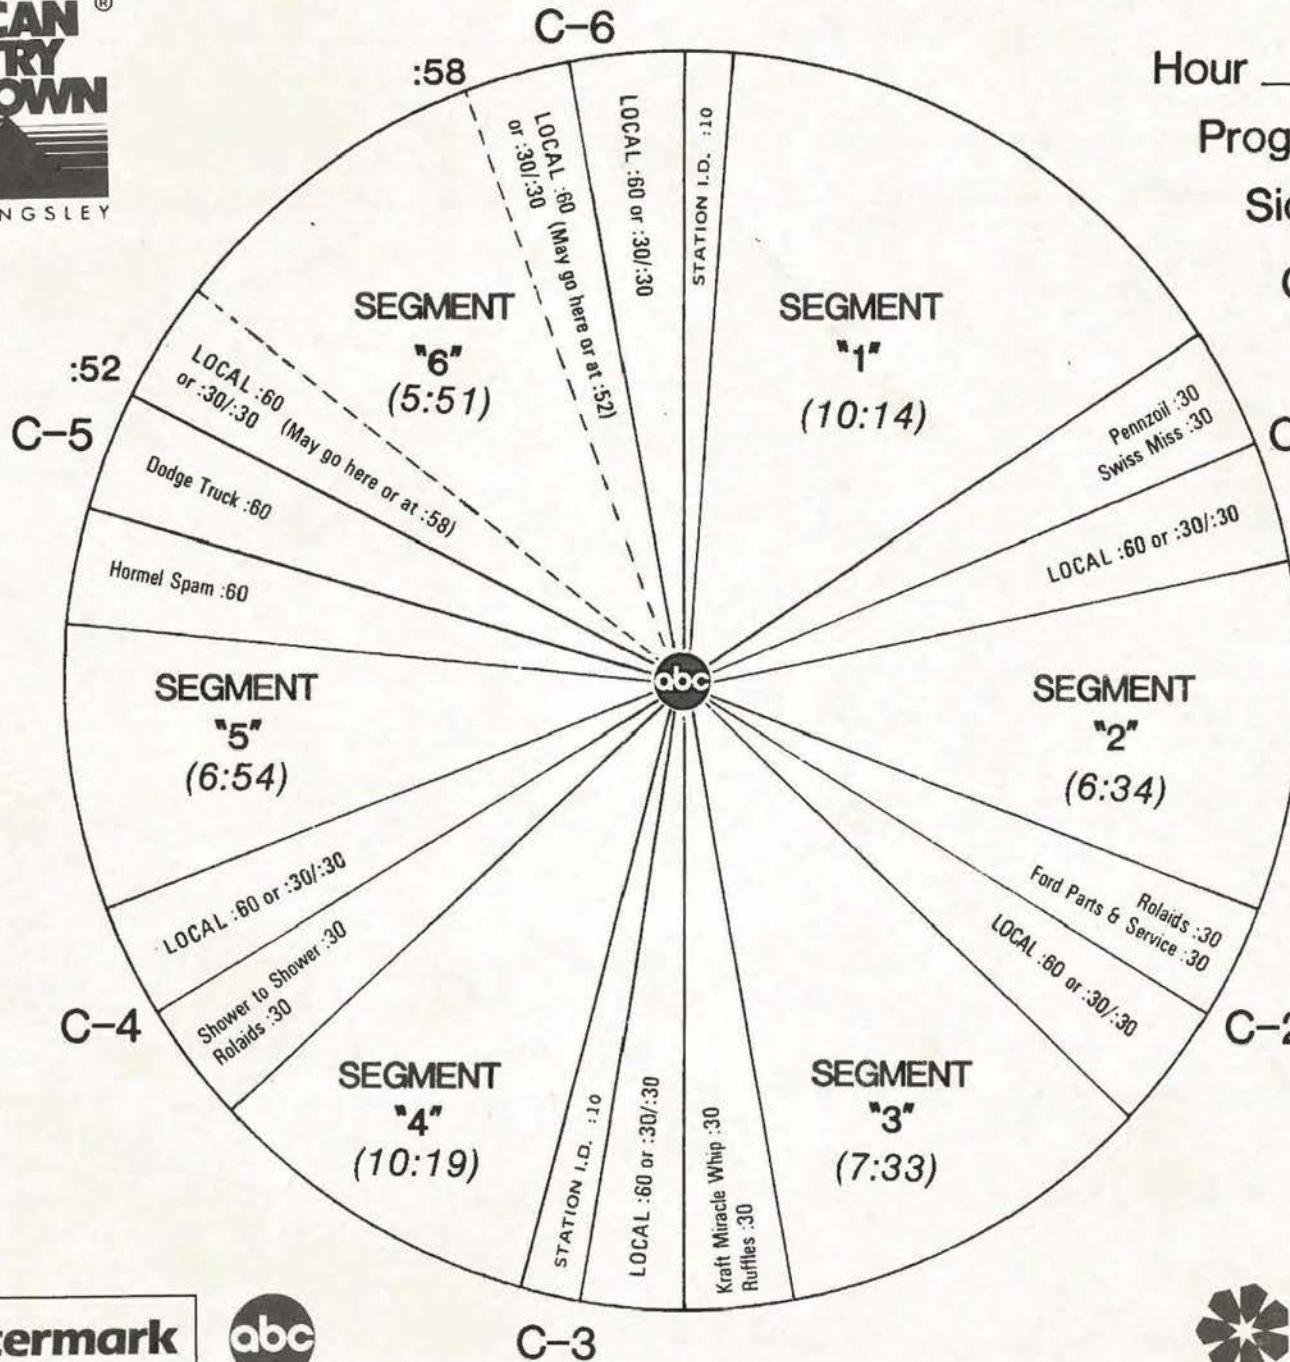 CAN ®
TRY
OWN
NGSLEY
C-6
:58
Hour
LOCAL :60 (May go here or at :52)
or :30/:30
LOCAL :60 or :30/:30
STATION I.D. :10
SEGMENT
"1"
(10:14)
Pennzoil :30
Swiss Miss :30
LOCAL :60 or :30/:30
SEGMENT
"2"
(6:34)
Rolaids :30
Ford Parts & Service :30
C-2
LOCAL :60 or :30/:30
SEGMENT
"3"
(7:33)
Kraft Miracle Whip :30
Ruffles :30
C-3
LOCAL :60 or :30/:30
STATION I.D. :10
SEGMENT
"4"
(10:19)
Shower to Shower :30
Rolaids :30
C-4
LOCAL :60 or :30/:30
SEGMENT
"5"
(6:54)
Hormel Spam :60
Dodge Truck :60
C-5
:52
LOCAL :60 (May go here or at :58)
or :30/:30
SEGMENT
"6"
(5:51)
abc
termark
abc